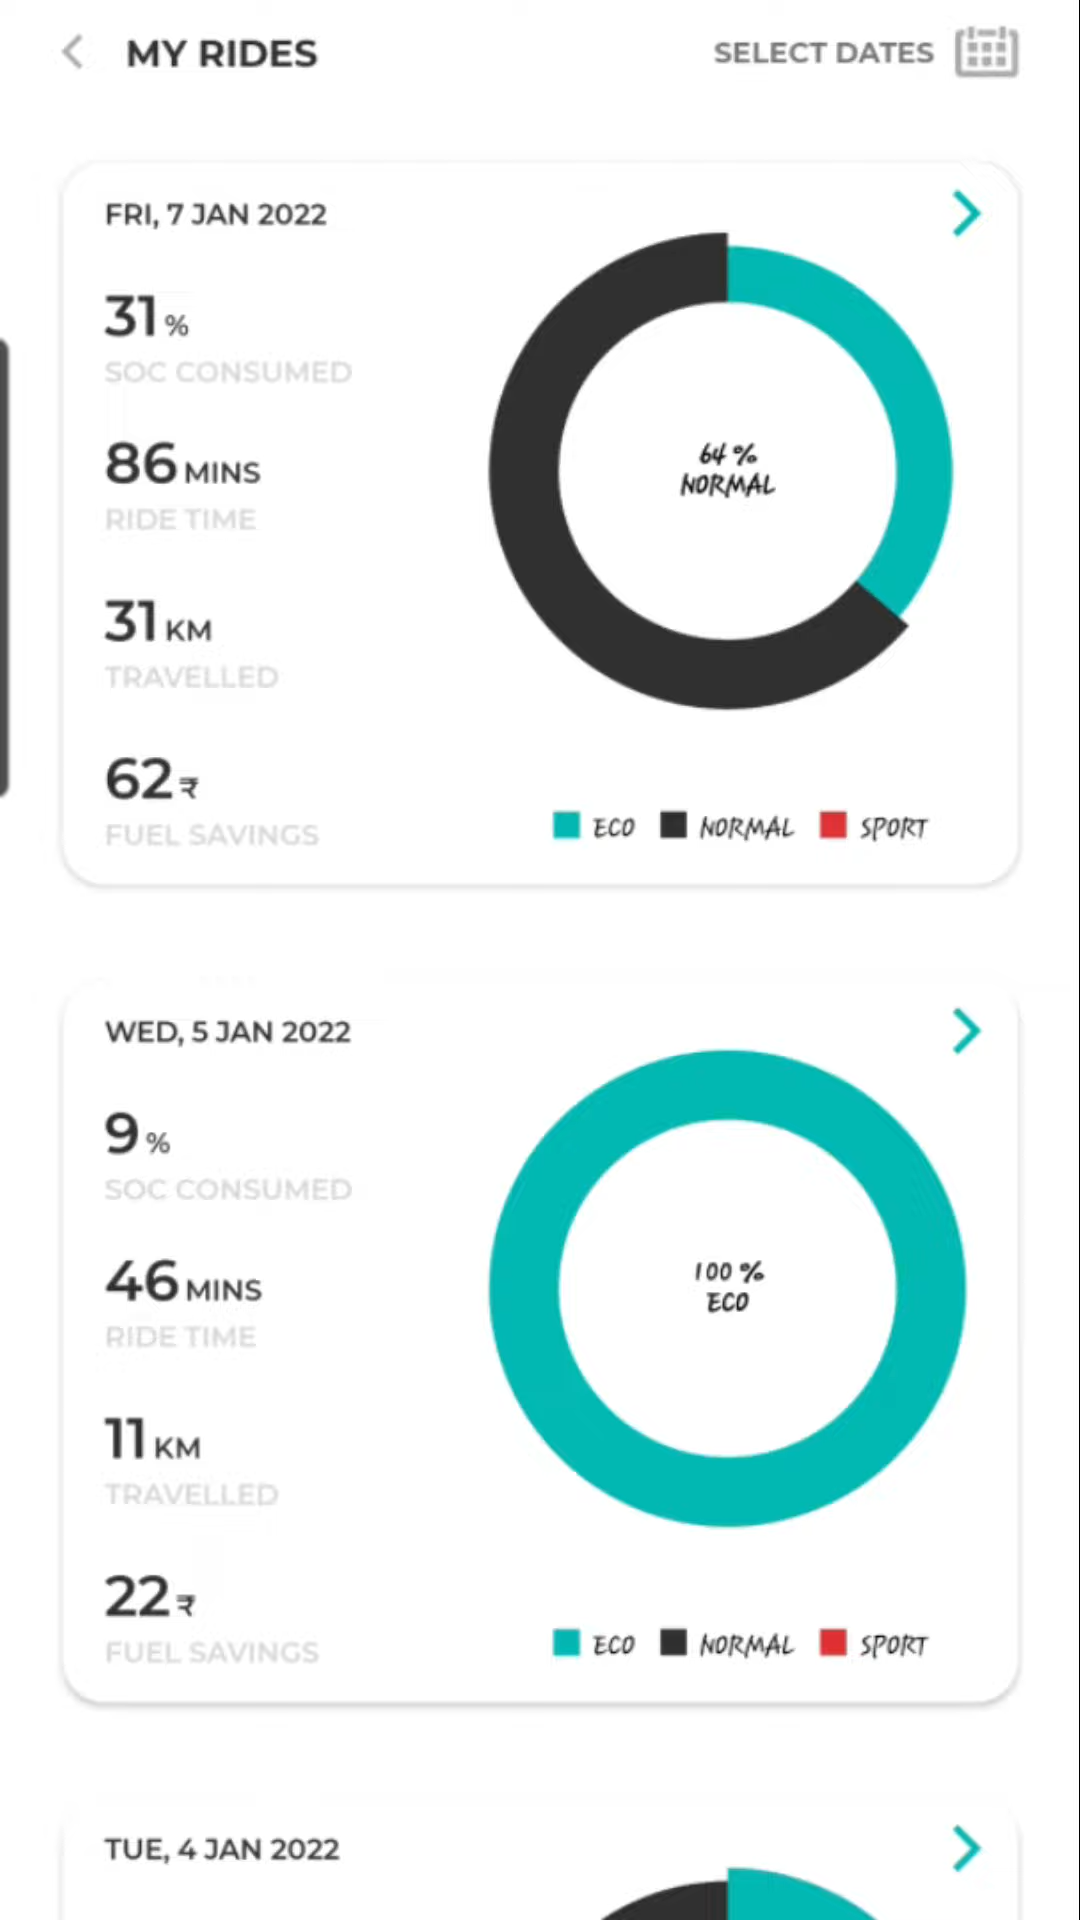 MY RIDES
SELECT DATES
FRI, 7 JAN 2022
31 %
SOC CONSUMED
86 MINS
RIDE TIME
31 KM
TRAVELLED
62 ₹
FUEL SAVINGS
64 %
NORMAL
ECO NORMAL SPORT
WED, 5 JAN 2022
9 %
SOC CONSUMED
46 MINS
RIDE TIME
11 KM
TRAVELLED
22 ₹
FUEL SAVINGS
100 %
ECO
ECO NORMAL SPORT
TUE, 4 JAN 2022